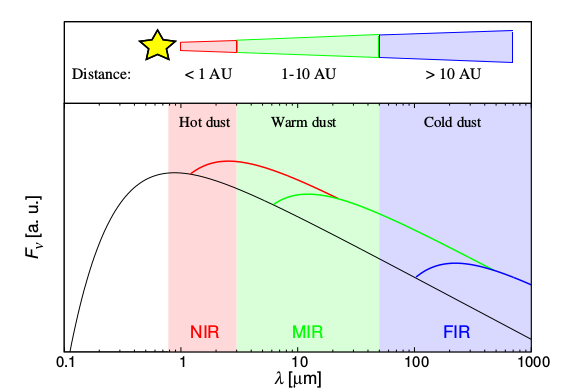 Distance: < 1 AU 1-10 AU > 10 AU
Hot dust Warm dust Cold dust
Fν [a. u.]
NIR MIR FIR
0.1 1 10 100 1000
λ [μm]